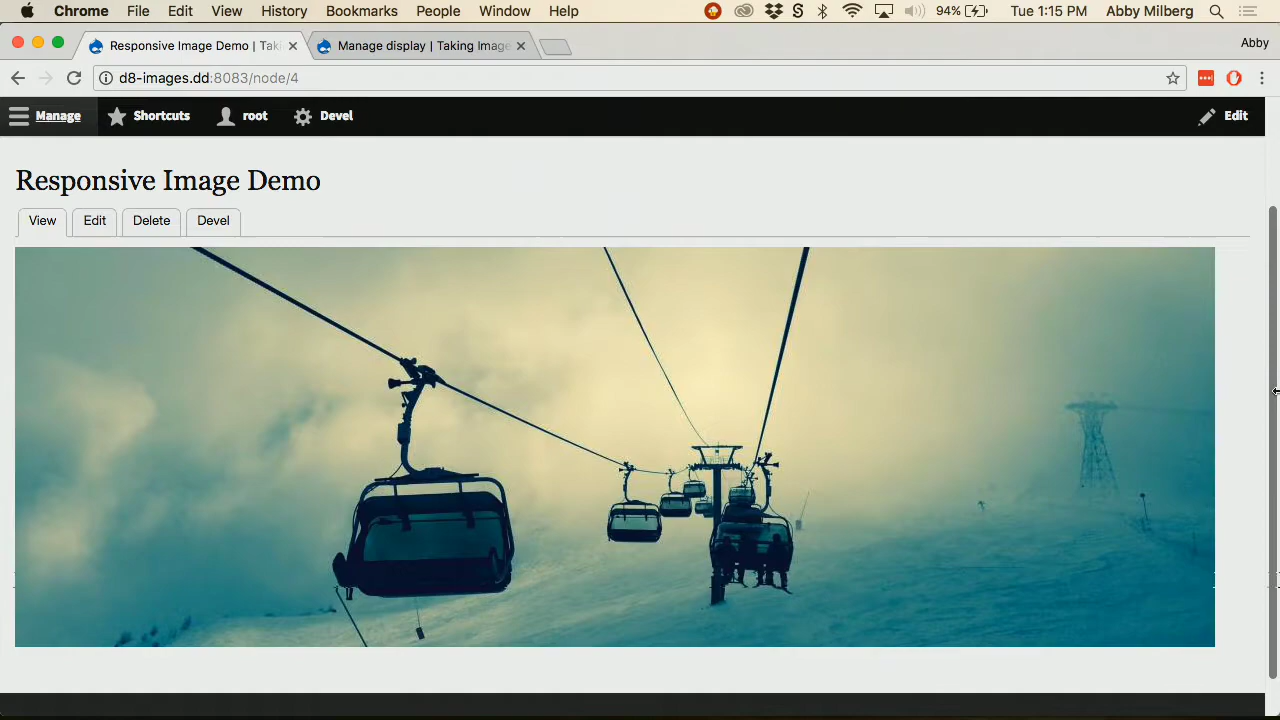 Chrome File Edit View History Bookmarks People Window Help 94% Tue 1:15 PM Abby Milberg
Responsive Image Demo | Taki Manage display | Taking Image Abby
d8-images.dd:8083/node/4
Manage Shortcuts root Devel Edit
Responsive Image Demo
View Edit Delete Devel